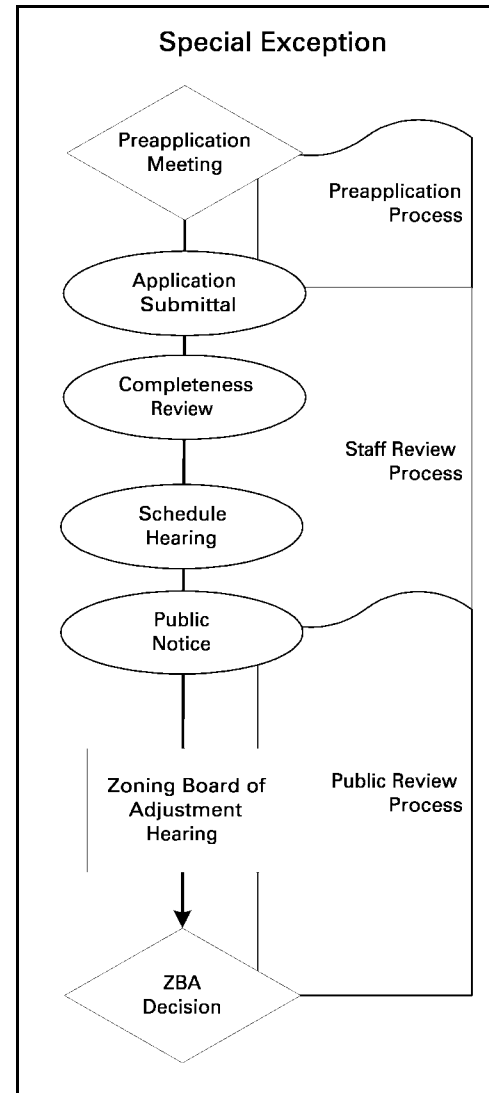 Special Exception
Preapplication
Meeting
Preapplication
Process
Application
Submittal
Completeness
Review
Staff Review
Process
Schedule
Hearing
Public
Notice
Zoning Board of
Adjustment
Hearing
Public Review
Process
ZBA
Decision